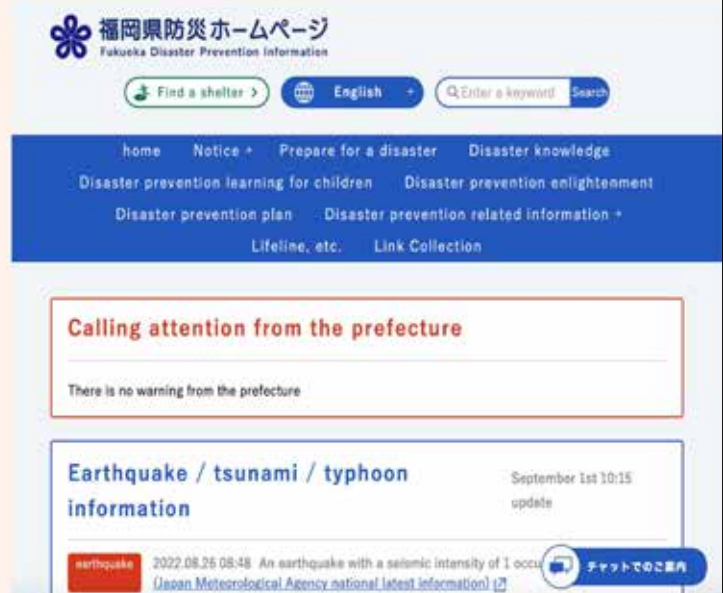 福岡県防災ホームページ
Fukuoka Disaster Prevention Information
Find a shelter >
English +
Enter a keyword Search
home Notice + Prepare for a disaster Disaster knowledge
Disaster prevention learning for children Disaster prevention enlightenment
Disaster prevention plan Disaster prevention related information +
Lifeline, etc. Link Collection
Calling attention from the prefecture
There is no warning from the prefecture
Earthquake / tsunami / typhoon
information
September 1st 10:15
update
earthquake
2022.08.26 08:48 An earthquake with a seismic intensity of 1 occu
(Japan Meteorological Agency national latest information)
チャットでのご案内